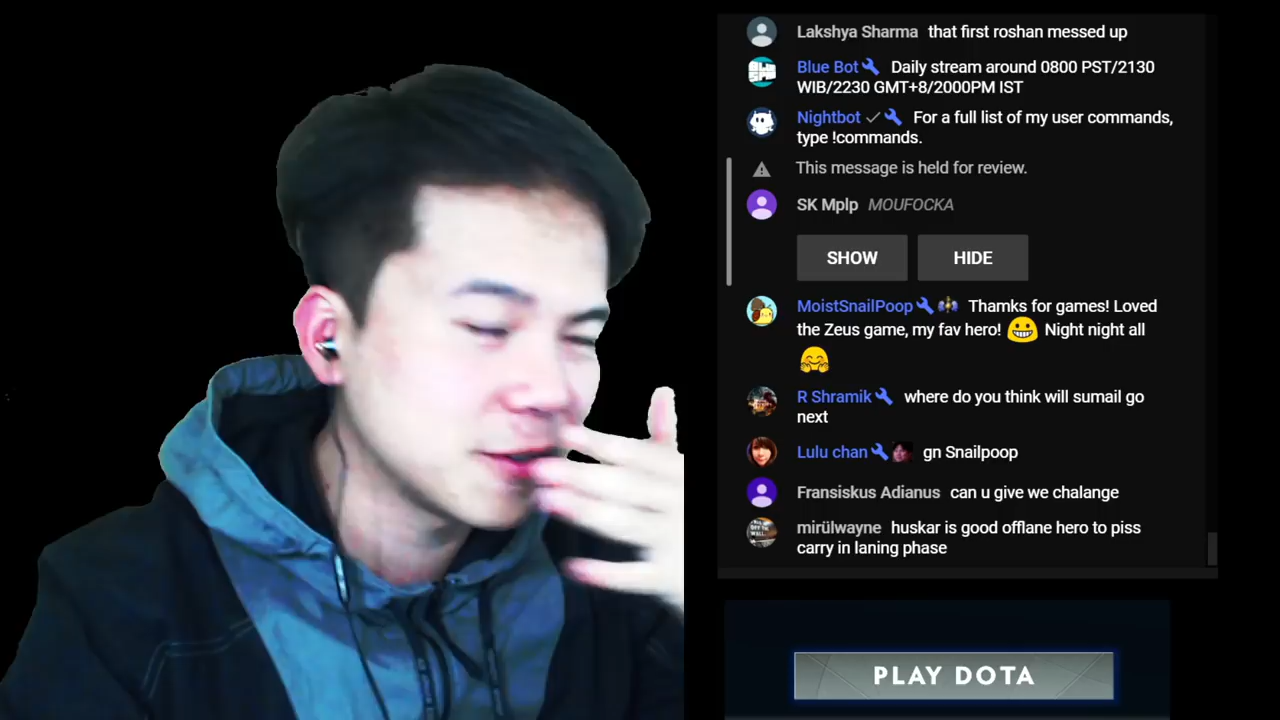 Lakshya Sharma that first roshan messed up
Blue Bot Daily stream around 0800 PST/2130
WIB/2230 GMT+8/2000PM IST
Nightbot For a full list of my user commands,
type !commands.
This message is held for review.
SK Mplp MOUFOCKA
SHOW HIDE
MoistSnailPoop Thamks for games! Loved
the Zeus game, my fav hero! Night night all
R Shramik where do you think will sumail go
next
Lulu chan gn Snailpoop
Fransiskus Adianus can u give we chalange
mirülwayne huskar is good offlane hero to piss
carry in laning phase
PLAY DOTA